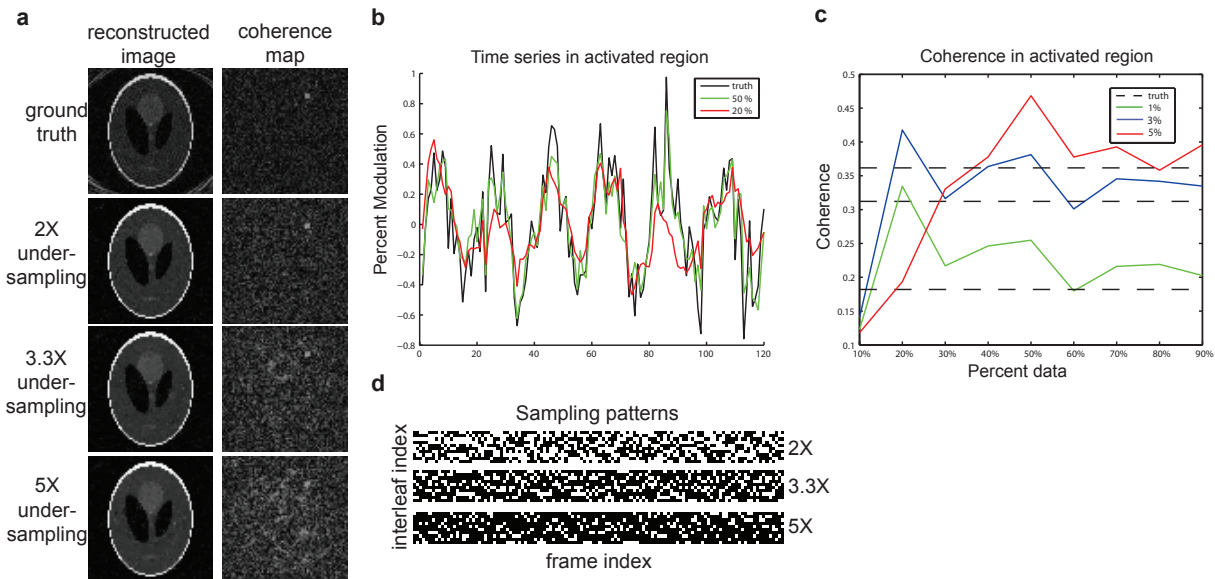 a
reconstructed
image
coherence
map
ground
truth
2X
under-
sampling
3.3X
under-
sampling
5X
under-
sampling
b
Time series in activated region
Percent Modulation
1
0.8
0.6
0.4
0.2
0
−0.2
−0.4
−0.6
−0.8
0
20
40
60
80
100
120
truth
50 %
20 %
c
Coherence in activated region
Coherence
0.5
0.45
0.4
0.35
0.3
0.25
0.2
0.15
0.1
10%
20%
30%
40%
50%
60%
70%
80%
90%
Percent data
truth
1%
3%
5%
d
Sampling patterns
interleaf index
2X
3.3X
5X
frame index